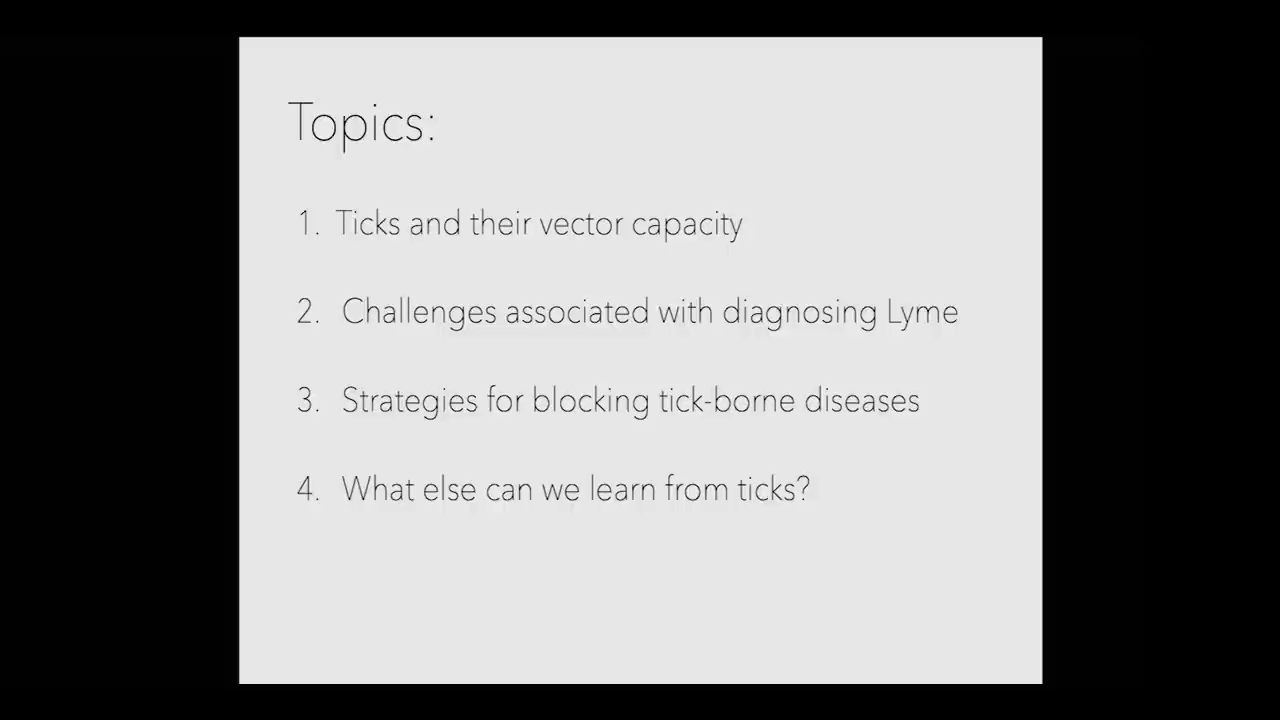 Topics:
1. Ticks and their vector capacity
2. Challenges associated with diagnosing Lyme
3. Strategies for blocking tick-borne diseases
4. What else can we learn from ticks?